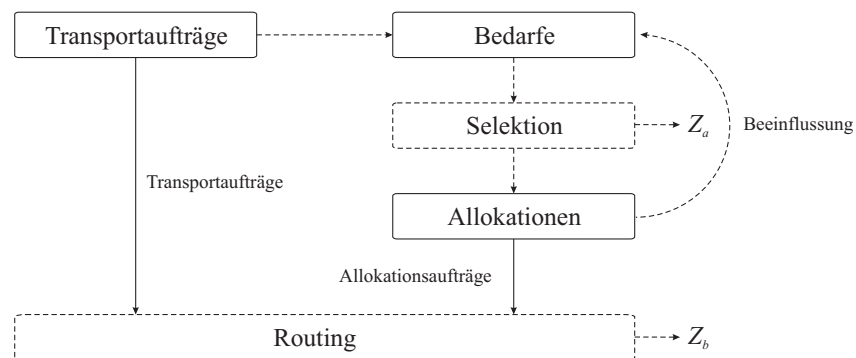 Transportaufträge
Bedarfe
Selektion
Z_a
Beeinflussung
Transportaufträge
Allokationen
Allokationsaufträge
Routing
Z_b